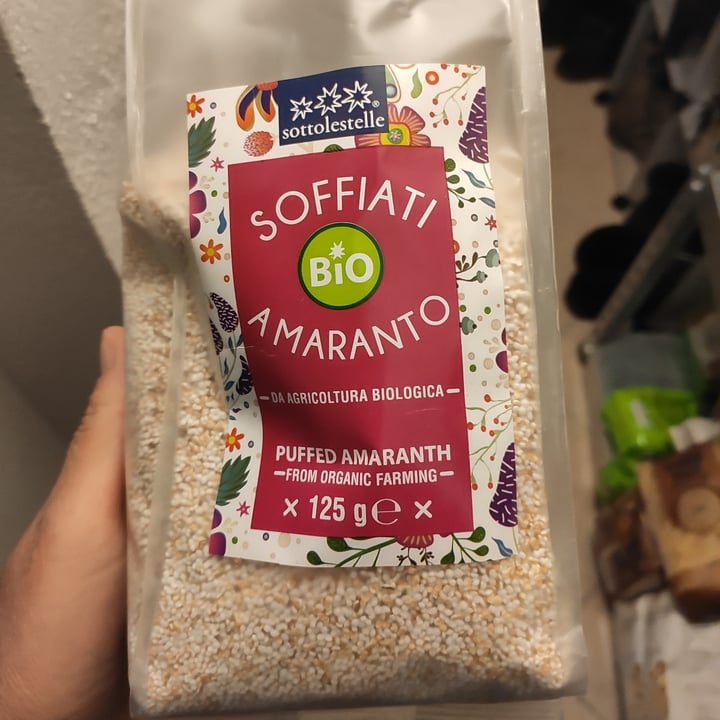 sottolestelle®
SOFFIATI
BiO
AMARANTO
DA AGRICOLTURA BIOLOGICA
PUFFED AMARANTH
FROM ORGANIC FARMING
x 125 g ℮ x